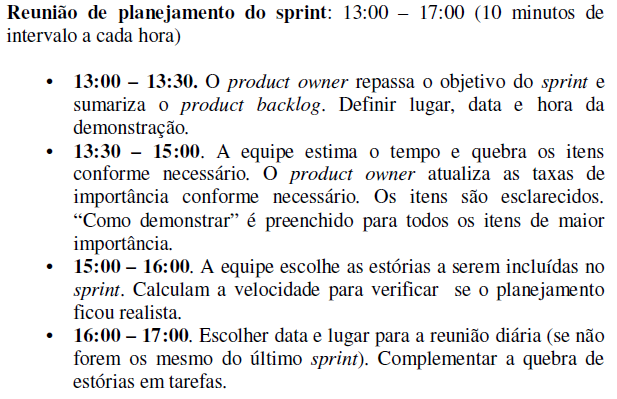 Reunião de planejamento do sprint: 13:00 – 17:00 (10 minutos de
intervalo a cada hora)
• 13:00 – 13:30. O product owner repassa o objetivo do sprint e
sumariza o product backlog. Definir lugar, data e hora da
demonstração.
• 13:30 – 15:00. A equipe estima o tempo e quebra os itens
conforme necessário. O product owner atualiza as taxas de
importância conforme necessário. Os itens são esclarecidos.
“Como demonstrar” é preenchido para todos os itens de maior
importância.
• 15:00 – 16:00. A equipe escolhe as estórias a serem incluídas no
sprint. Calculam a velocidade para verificar se o planejamento
ficou realista.
• 16:00 – 17:00. Escolher data e lugar para a reunião diária (se não
forem os mesmo do último sprint). Complementar a quebra de
estórias em tarefas.